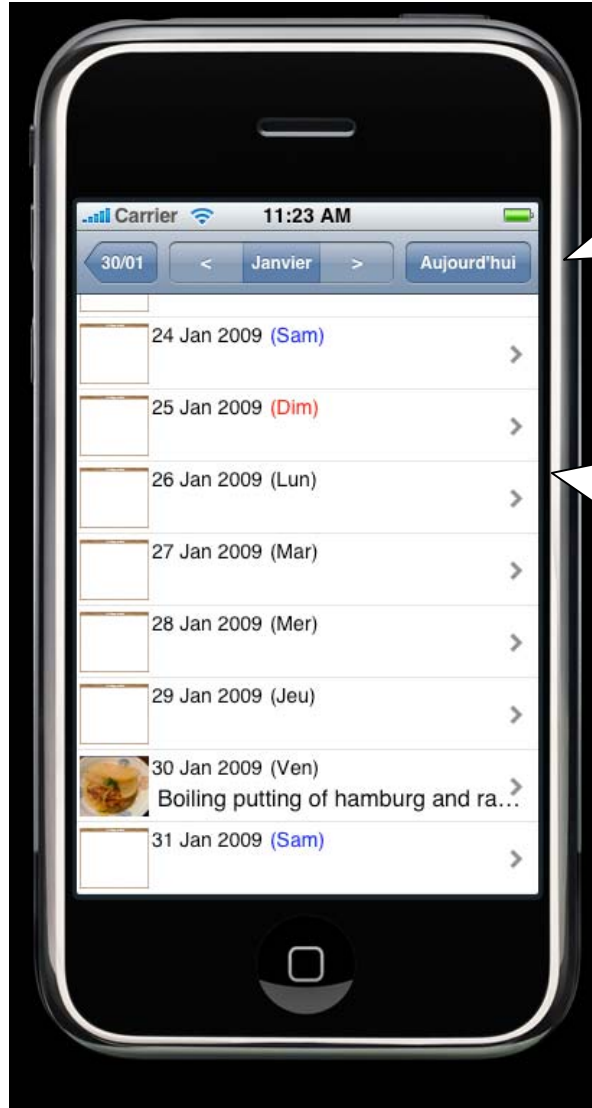 Carrier 11:23 AM
30/01 < Janvier > Aujourd'hui
24 Jan 2009 (Sam)
25 Jan 2009 (Dim)
26 Jan 2009 (Lun)
27 Jan 2009 (Mar)
28 Jan 2009 (Mer)
29 Jan 2009 (Jeu)
30 Jan 2009 (Ven)
Boiling putting of hamburg and ra...
31 Jan 2009 (Sam)